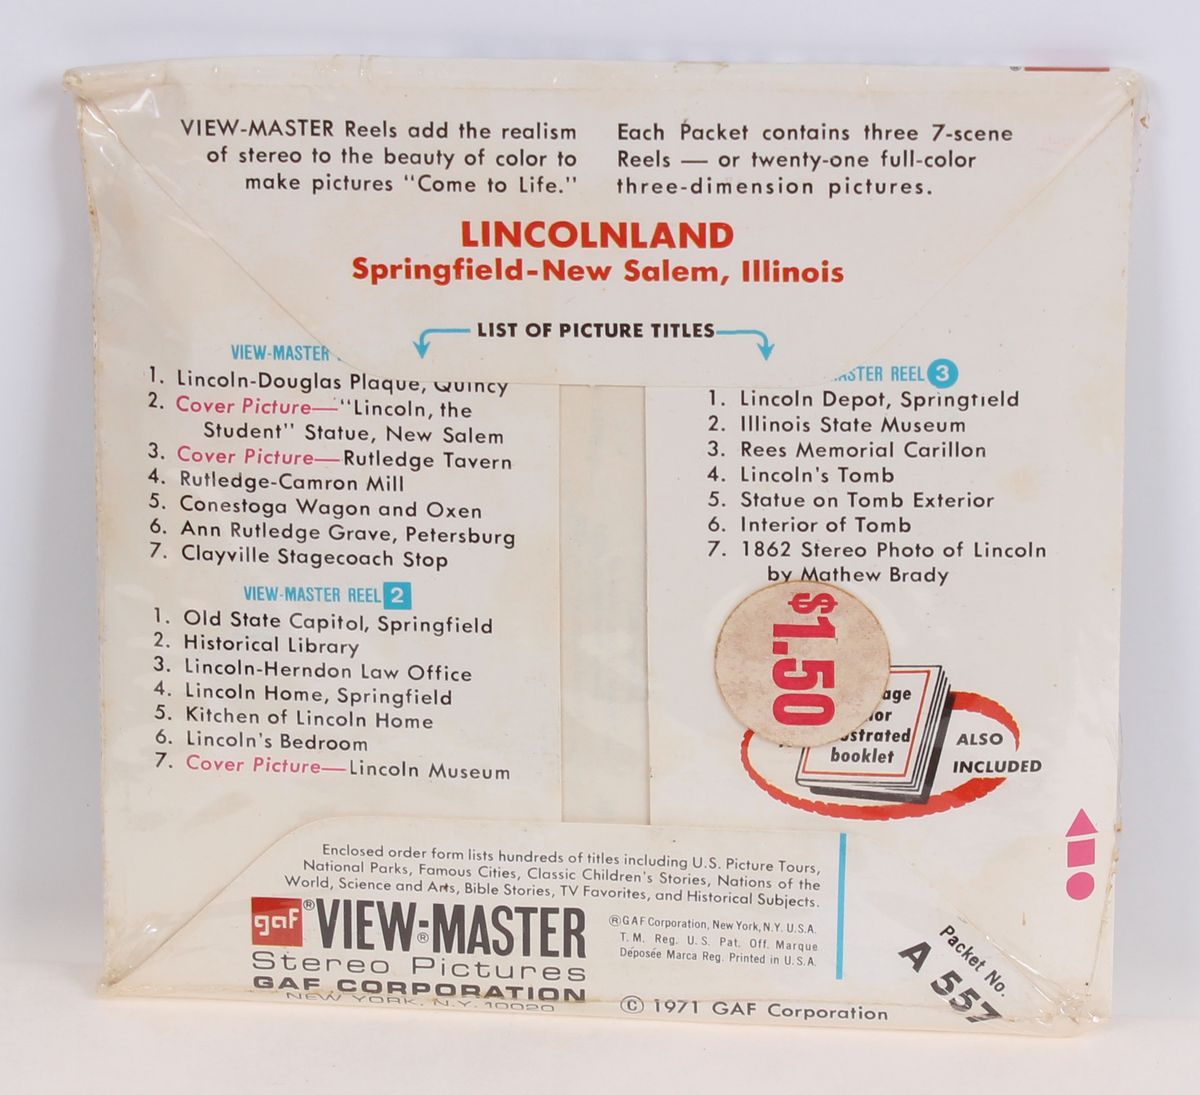 VIEW-MASTER Reels add the realism
of stereo to the beauty of color to
make pictures "Come to Life."
Each Packet contains three 7-scene
Reels — or twenty-one full-color
three-dimension pictures.
LINCOLNLAND
Springfield-New Salem, Illinois
LIST OF PICTURE TITLES
VIEW-MASTER
1. Lincoln-Douglas Plaque, Quincy
2. Cover Picture—"Lincoln, the
Student" Statue, New Salem
3. Cover Picture—Rutledge Tavern
4. Rutledge-Camron Mill
5. Conestoga Wagon and Oxen
6. Ann Rutledge Grave, Petersburg
7. Clayville Stagecoach Stop
VIEW-MASTER REEL 2
1. Old State Capitol, Springfield
2. Historical Library
3. Lincoln-Herndon Law Office
4. Lincoln Home, Springfield
5. Kitchen of Lincoln Home
6. Lincoln's Bedroom
7. Cover Picture—Lincoln Museum
REEL 3
1. Lincoln Depot, Springfield
2. Illinois State Museum
3. Rees Memorial Carillon
4. Lincoln's Tomb
5. Statue on Tomb Exterior
6. Interior of Tomb
7. 1862 Stereo Photo of Lincoln
by Mathew Brady
$1.50
booklet
ALSO
INCLUDED
Enclosed order form lists hundreds of titles including U.S. Picture Tours,
National Parks, Famous Cities, Classic Children's Stories, Nations of the
World, Science and Arts, Bible Stories, TV Favorites, and Historical Subjects.
gaf® VIEW-MASTER®
Stereo Pictures
GAF CORPORATION
NEW YORK, N.Y. 10020
® GAF Corporation, New York, N.Y. U.S.A.
T. M. Reg. U.S. Pat. Off. Marque
Déposée Marca Reg. Printed in U.S.A.
© 1971 GAF Corporation
Packet No.
A 557